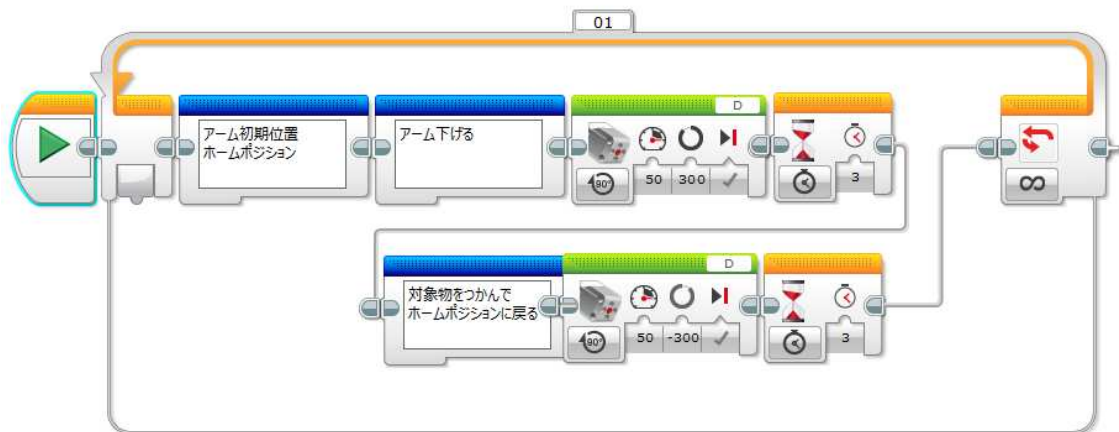 01
アーム初期位置
ホームポジション
アーム下げる
D
90°
50 300
3
対象物をつかんで
ホームポジションに戻る
D
90°
50 -300
3
∞